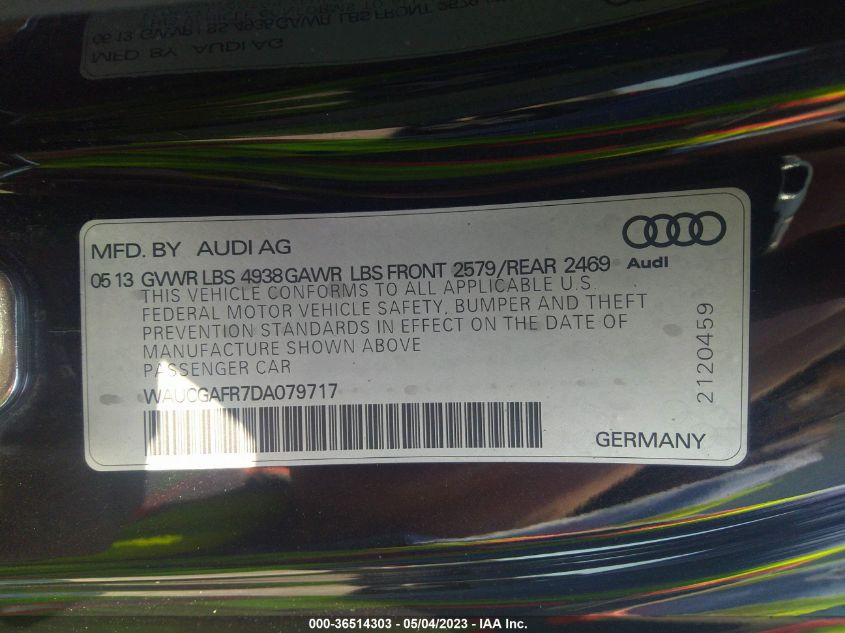 MFD. BY AUDI AG
05 13 GVWR LBS 4938 GAWR LBS FRONT 2579/REAR 2469
Audi
THIS VEHICLE CONFORMS TO ALL APPLICABLE U.S.
FEDERAL MOTOR VEHICLE SAFETY, BUMPER AND THEFT
PREVENTION STANDARDS IN EFFECT ON THE DATE OF
MANUFACTURE SHOWN ABOVE
PASSENGER CAR
WAUCGAFR7DA079717
2120459
GERMANY
000-36514303 - 05/04/2023 - IAA Inc.